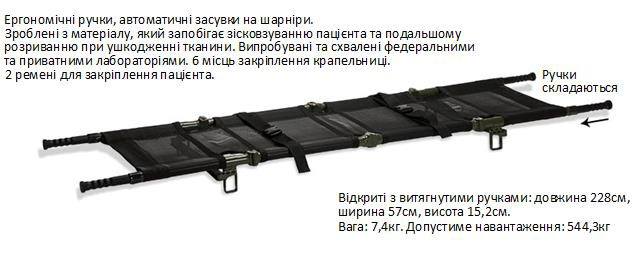 Ергономічні ручки, автоматичні засувки на шарніри.
Зроблені з матеріалу, який запобігає зісковзуванню пацієнта та подальшому
розриванню при ушкодженні тканини. Випробувані та схвалені федеральними
та приватними лабораторіями. 6 місць закріплення крапельниці.
2 ремені для закріплення пацієнта.
Ручки
складаються
Відкриті з витягнутими ручками: довжина 228см,
ширина 57см, висота 15,2см.
Вага: 7,4кг. Допустиме навантаження: 544,3кг